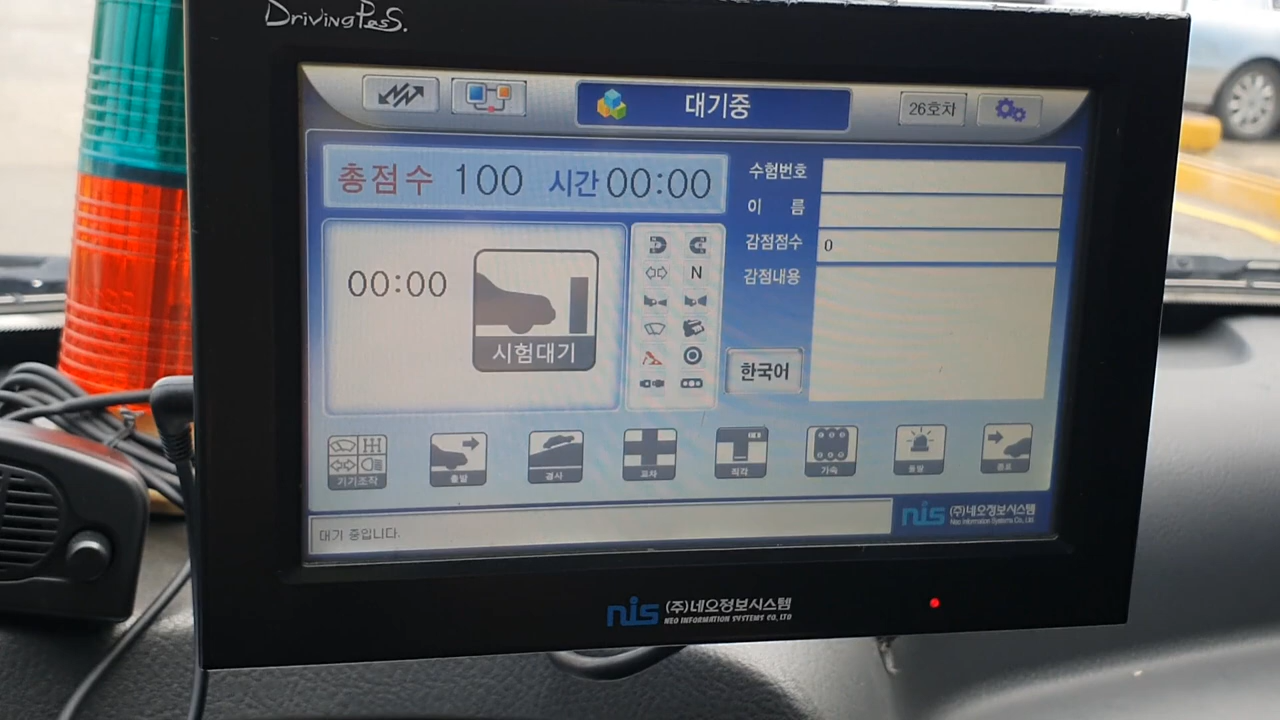 DrivingPasS.
대기중
26호차
총점수 100 시간 00:00
수험번호
이 름
감점점수 0
감점내용
00:00
시험대기
N
한국어
기기조작 출발 경사 교차 직각 가속 돌발 종료
대기 중입니다.
nis (주)네오정보시스템
Neo Information Systems Co., Ltd.
nis (주)네오정보시스템
NEO INFORMATION SYSTEMS CO, LTD